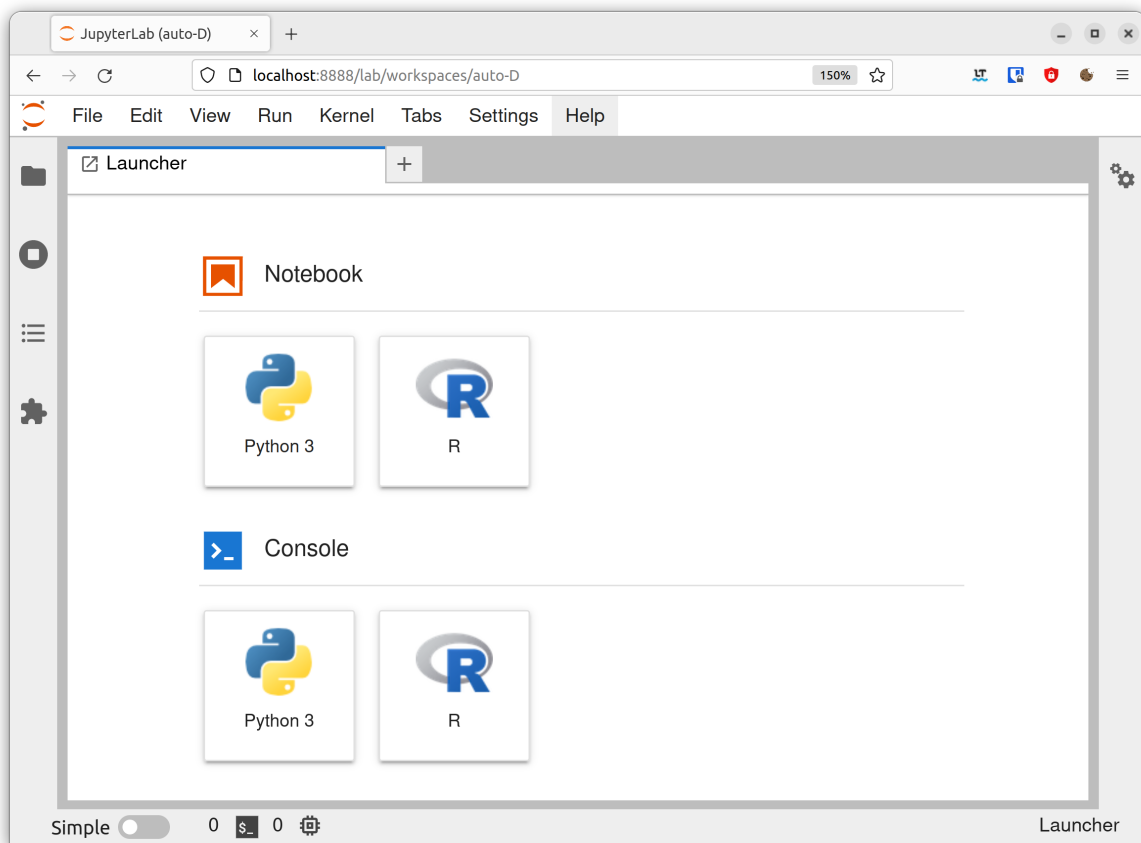 JupyterLab (auto-D)
localhost:8888/lab/workspaces/auto-D
150%
LT
File Edit View Run Kernel Tabs Settings Help
Launcher
Notebook
Python 3
R
Console
Python 3
R
Simple 0 $_ 0
Launcher